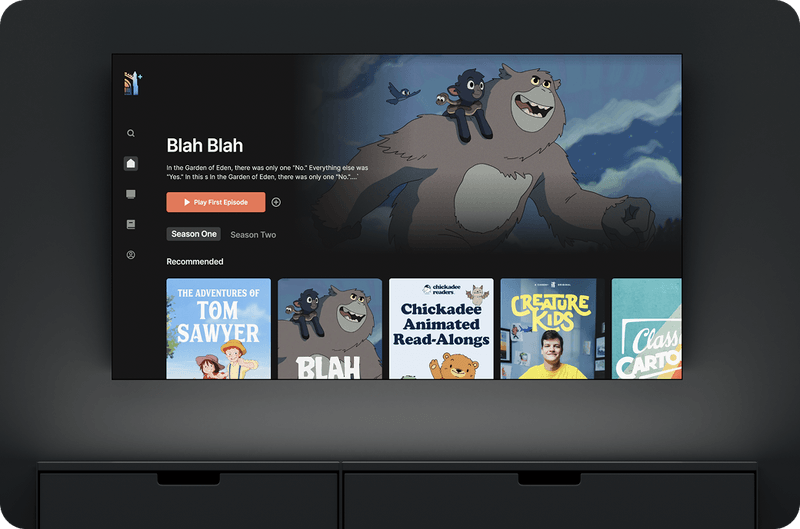 Blah Blah
In the Garden of Eden, there was only one "No." Everything else was
"Yes." In this s In the Garden of Eden, there was only one "No."....
Play First Episode
Season One
Season Two
Recommended
THE ADVENTURES OF
TOM
SAWYER
BLAH
chickadee
readers
Chickadee
Animated
Read-Alongs
ORIGINAL
CREATURE
KIDS
Class
CARTO